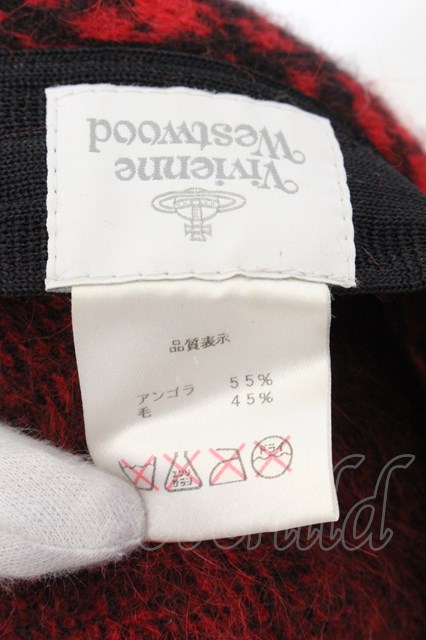 Vivienne
Westwood
品質表示
アンゴラ 55%
毛 45%
ドライ